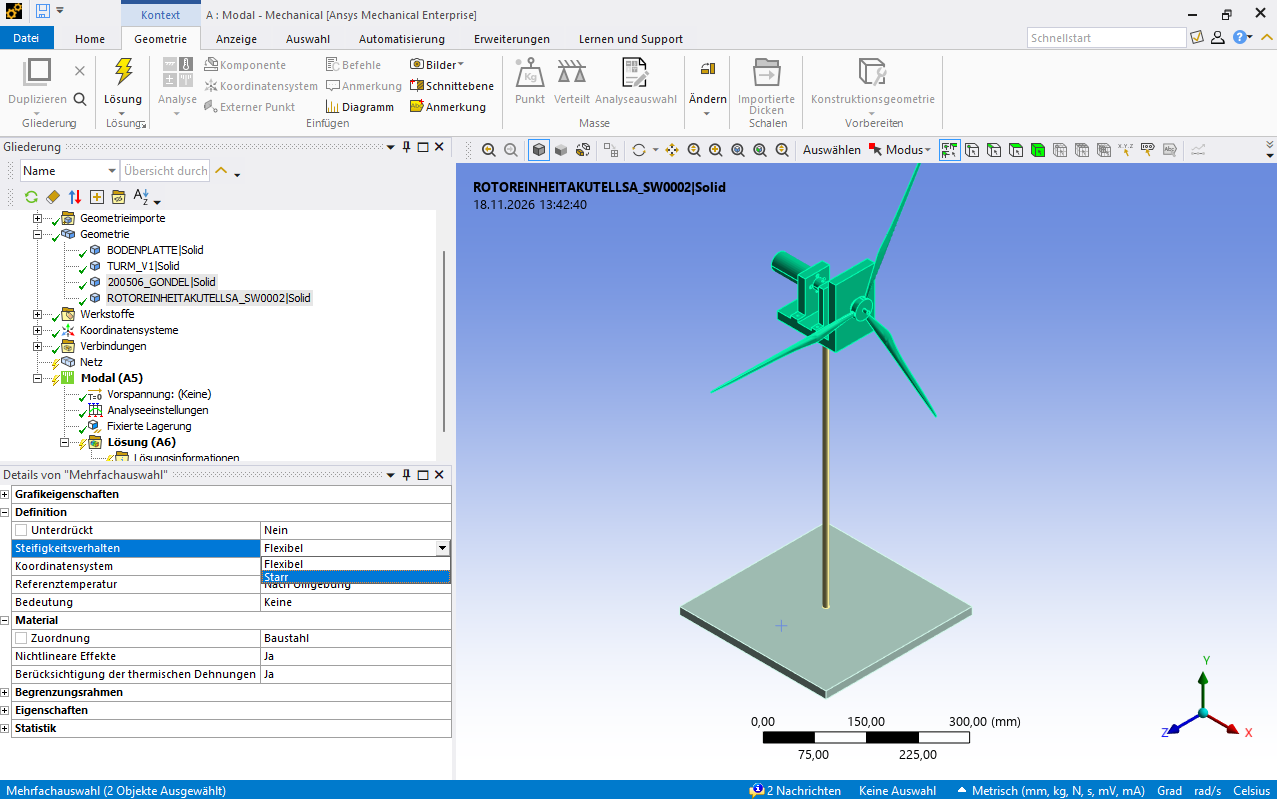 Kontext
A : Modal - Mechanical [Ansys Mechanical Enterprise]
Datei Home Geometrie Anzeige Auswahl Automatisierung Erweiterungen Lernen und Support
Schnellstart
Duplizieren
Gliederung
Lösung
Lösung
Analyse
Komponente
Koordinatensystem
Externer Punkt
Befehle
Anmerkung
Diagramm
Bilder
Schnittebene
Anmerkung
Einfügen
Punkt Verteilt Analyseauswahl
Masse
Ändern
Importierte
Dicken
Schalen
Konstruktionsgeometrie
Vorbereiten
Gliederung
Name
Übersicht durch
Auswählen Modus
Geometrieimporte
Geometrie
BODENPLATTE|Solid
TURM_V1|Solid
200506_GONDEL|Solid
ROTOREINHEITAKUTELLSA_SW0002|Solid
Werkstoffe
Koordinatensysteme
Verbindungen
Netz
Modal (A5)
Vorspannung: (Keine)
Analyseeinstellungen
Fixierte Lagerung
Lösung (A6)
Lösungsinformationen
Details von "Mehrfachauswahl"
Grafikeigenschaften
Definition
Unterdrückt Nein
Steifigkeitsverhalten Flexibel
Flexibel
Koordinatensystem
Starr
Referenztemperatur Nach Umgebung
Bedeutung Keine
Material
Zuordnung Baustahl
Nichtlineare Effekte Ja
Berücksichtigung der thermischen Dehnungen Ja
Begrenzungsrahmen
Eigenschaften
Statistik
ROTOREINHEITAKUTELLSA_SW0002|Solid
18.11.2026 13:42:40
0,00 150,00 300,00 (mm)
75,00 225,00
Y
Z
X
Mehrfachauswahl (2 Objekte Ausgewählt) 2 Nachrichten Keine Auswahl Metrisch (mm, kg, N, s, mV, mA) Grad rad/s Celsius